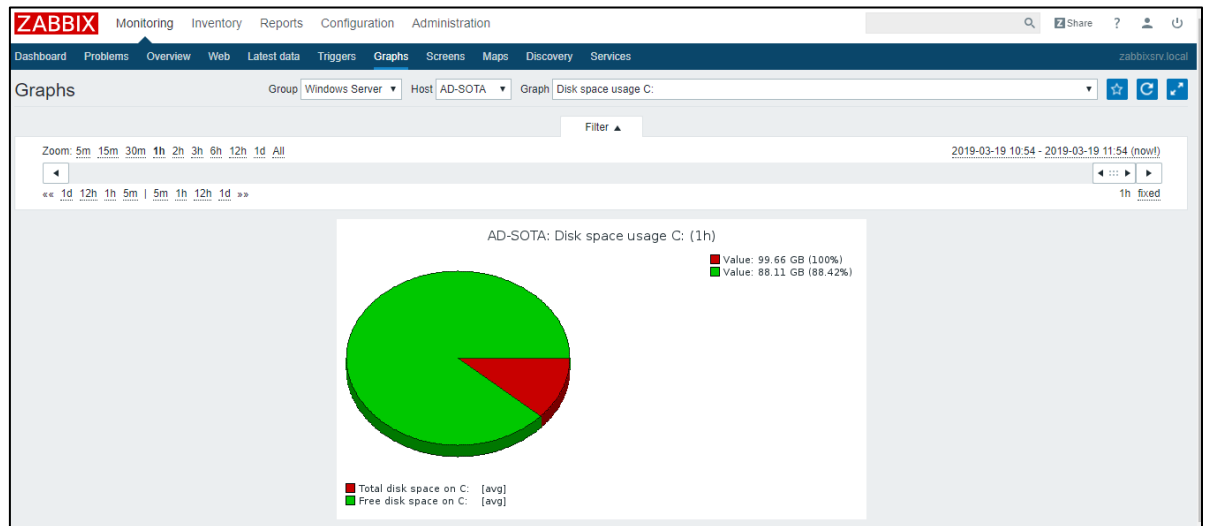 ZABBIX Monitoring Inventory Reports Configuration Administration Z Share ?
Dashboard Problems Overview Web Latest data Triggers Graphs Screens Maps Discovery Services zabbixsrv.local
Graphs Group Windows Server Host AD-SOTA Graph Disk space usage C:
Filter
Zoom: 5m 15m 30m 1h 2h 3h 6h 12h 1d All 2019-03-19 10:54 - 2019-03-19 11:54 (now!)
«« 1d 12h 1h 5m | 5m 1h 12h 1d »» 1h fixed
AD-SOTA: Disk space usage C: (1h)
Value: 99.66 GB (100%)
Value: 88.11 GB (88.42%)
Total disk space on C: [avg]
Free disk space on C: [avg]